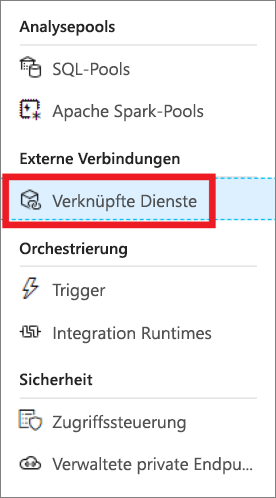 Analysepools
SQL-Pools
Apache Spark-Pools
Externe Verbindungen
Verknüpfte Dienste
Orchestrierung
Trigger
Integration Runtimes
Sicherheit
Zugriffssteuerung
Verwaltete private Endpu...